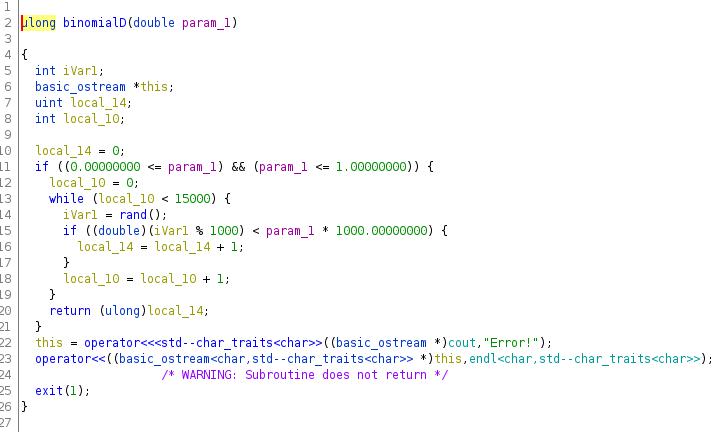 1
2 ulong binomialD(double param_1)
3
4 {
5   int iVar1;
6   basic_ostream *this;
7   uint local_14;
8   int local_10;
9
10   local_14 = 0;
11   if ((0.00000000 <= param_1) && (param_1 <= 1.00000000)) {
12     local_10 = 0;
13     while (local_10 < 15000) {
14       iVar1 = rand();
15       if ((double)(iVar1 % 1000) < param_1 * 1000.00000000) {
16         local_14 = local_14 + 1;
17       }
18       local_10 = local_10 + 1;
19     }
20     return (ulong)local_14;
21   }
22   this = operator<<<std--char_traits<char>>((basic_ostream *)cout,"Error!");
23   operator<<((basic_ostream<char,std--char_traits<char>> *)this,endl<char,std--char_traits<char>>);
24                     /* WARNING: Subroutine does not return */
25   exit(1);
26 }
27